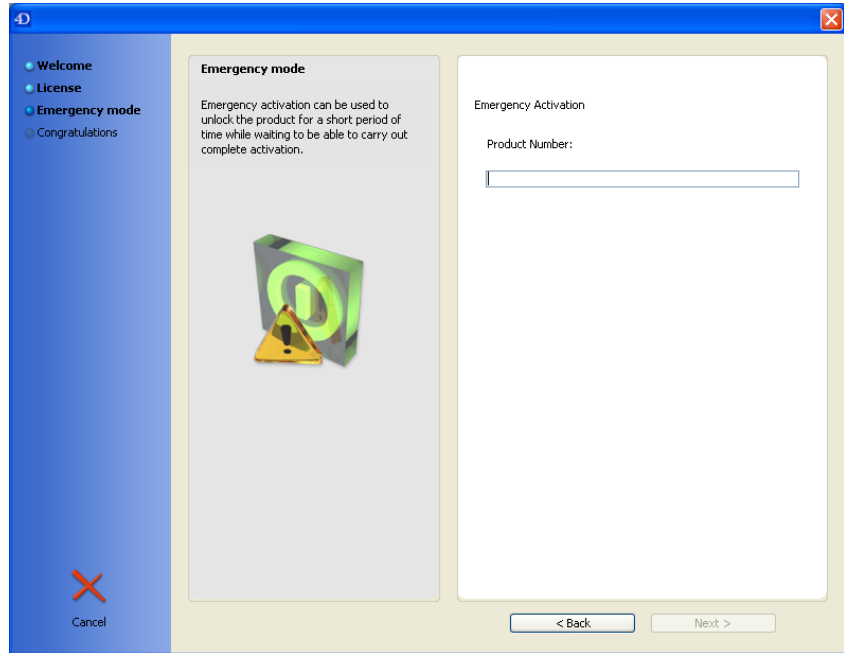 4D
Welcome
License
Emergency mode
Congratulations
Cancel
Emergency mode
Emergency activation can be used to
unlock the product for a short period of
time while waiting to be able to carry out
complete activation.
Emergency Activation
Product Number:
< Back
Next >